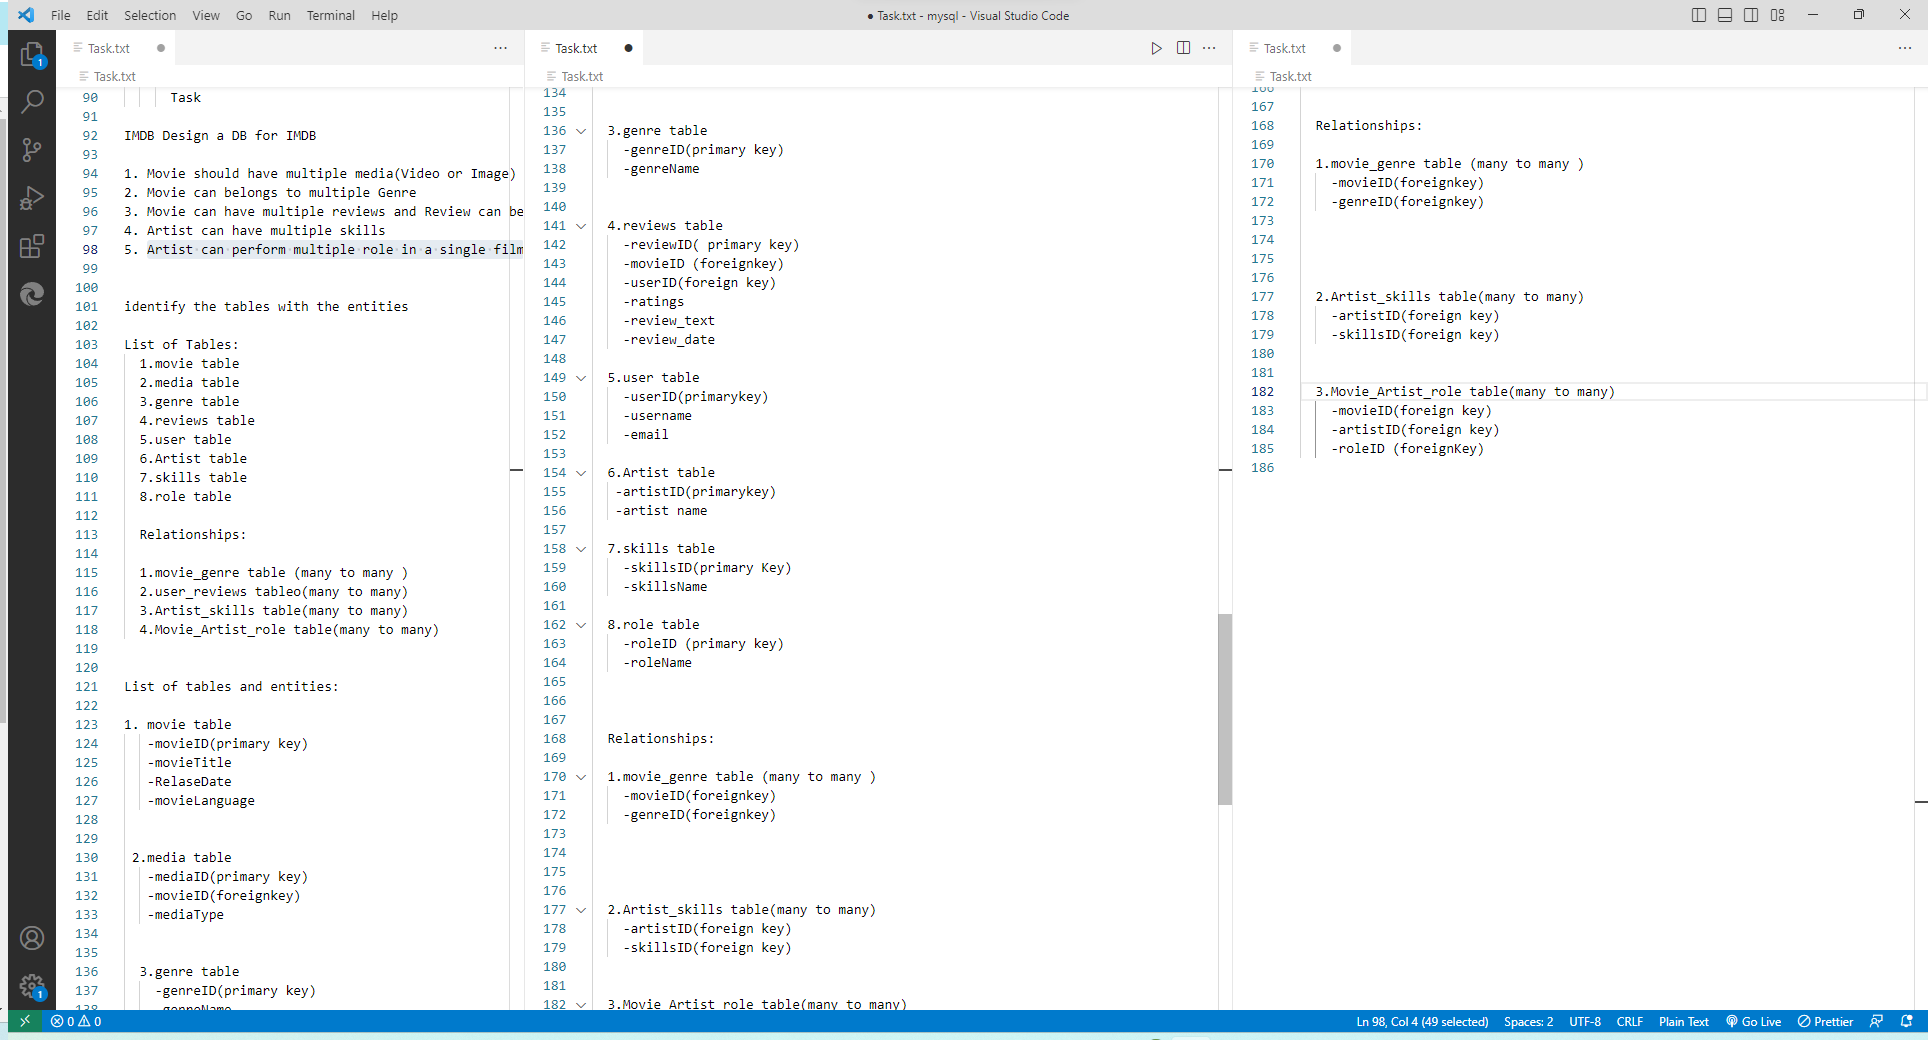 File Edit Selection View Go Run Terminal Help
● Task.txt - mysql - Visual Studio Code
Task.txt
Task.txt
90 Task
91
92 IMDB Design a DB for IMDB
93
94 1. Movie should have multiple media(Video or Image)
95 2. Movie can belongs to multiple Genre
96 3. Movie can have multiple reviews and Review can be
97 4. Artist can have multiple skills
98 5. Artist can perform multiple role in a single film
99
100
101 identify the tables with the entities
102
103 List of Tables:
104 1.movie table
105 2.media table
106 3.genre table
107 4.reviews table
108 5.user table
109 6.Artist table
110 7.skills table
111 8.role table
112
113 Relationships:
114
115 1.movie_genre table (many to many )
116 2.user_reviews tableo(many to many)
117 3.Artist_skills table(many to many)
118 4.Movie_Artist_role table(many to many)
119
120
121 List of tables and entities:
122
123 1. movie table
124 -movieID(primary key)
125 -movieTitle
126 -RelaseDate
127 -movieLanguage
128
129
130 2.media table
131 -mediaID(primary key)
132 -movieID(foreignkey)
133 -mediaType
134
135
136 3.genre table
137 -genreID(primary key)
138 -genreName
Task.txt
Task.txt
134
135
136 3.genre table
137 -genreID(primary key)
138 -genreName
139
140
141 4.reviews table
142 -reviewID( primary key)
143 -movieID (foreignkey)
144 -userID(foreign key)
145 -ratings
146 -review_text
147 -review_date
148
149 5.user table
150 -userID(primarykey)
151 -username
152 -email
153
154 6.Artist table
155 -artistID(primarykey)
156 -artist name
157
158 7.skills table
159 -skillsID(primary Key)
160 -skillsName
161
162 8.role table
163 -roleID (primary key)
164 -roleName
165
166
167
168 Relationships:
169
170 1.movie_genre table (many to many )
171 -movieID(foreignkey)
172 -genreID(foreignkey)
173
174
175
176
177 2.Artist_skills table(many to many)
178 -artistID(foreign key)
179 -skillsID(foreign key)
180
181
182 3.Movie_Artist_role table(many to many)
Task.txt
Task.txt
166
167
168 Relationships:
169
170 1.movie_genre table (many to many )
171 -movieID(foreignkey)
172 -genreID(foreignkey)
173
174
175
176
177 2.Artist_skills table(many to many)
178 -artistID(foreign key)
179 -skillsID(foreign key)
180
181
182 3.Movie_Artist_role table(many to many)
183 -movieID(foreign key)
184 -artistID(foreign key)
185 -roleID (foreignKey)
186
1
1
0 0 Ln 98, Col 4 (49 selected) Spaces: 2 UTF-8 CRLF Plain Text Go Live Prettier